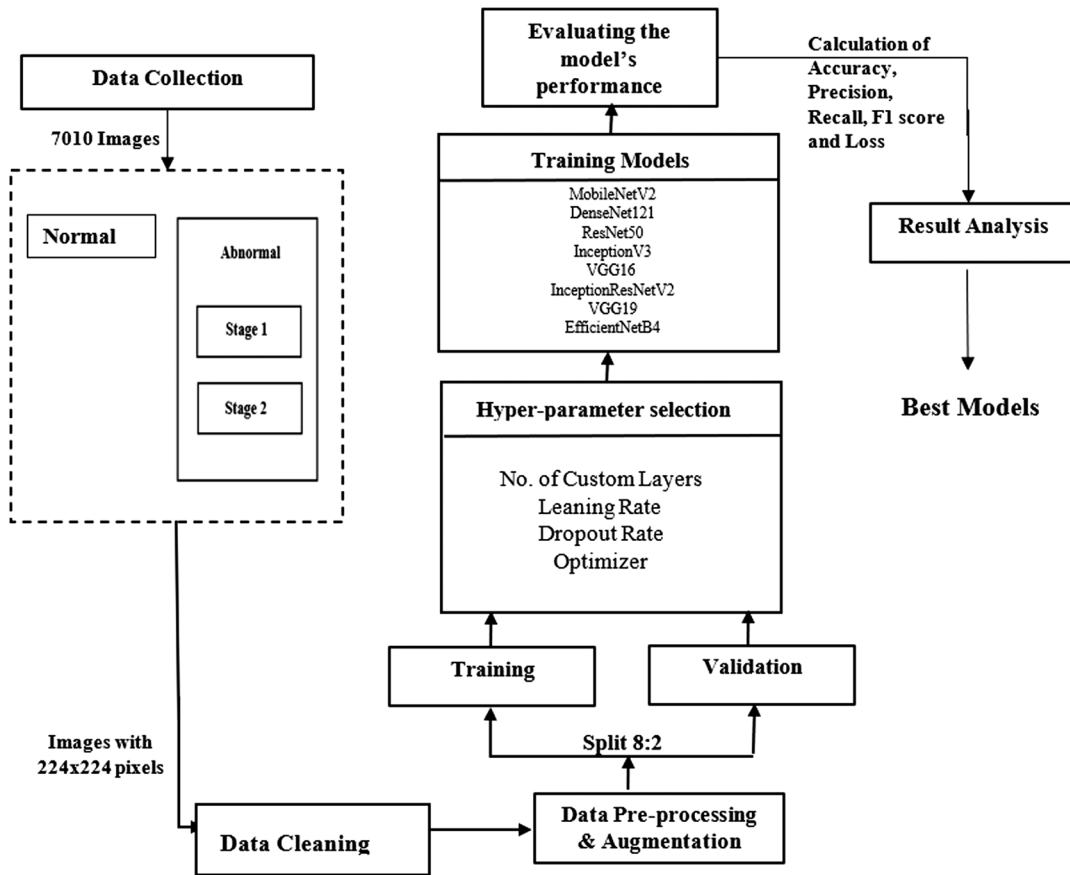 Data Collection
7010 Images
Normal
Abnormal
Stage 1
Stage 2
Images with
224x224 pixels
Data Cleaning
Data Pre-processing
& Augmentation
Split 8:2
Training
Validation
Hyper-parameter selection
No. of Custom Layers
Leaning Rate
Dropout Rate
Optimizer
Training Models
MobileNetV2
DenseNet121
ResNet50
InceptionV3
VGG16
InceptionResNetV2
VGG19
EfficientNetB4
Evaluating the
model’s
performance
Calculation of
Accuracy,
Precision,
Recall, F1 score
and Loss
Result Analysis
Best Models